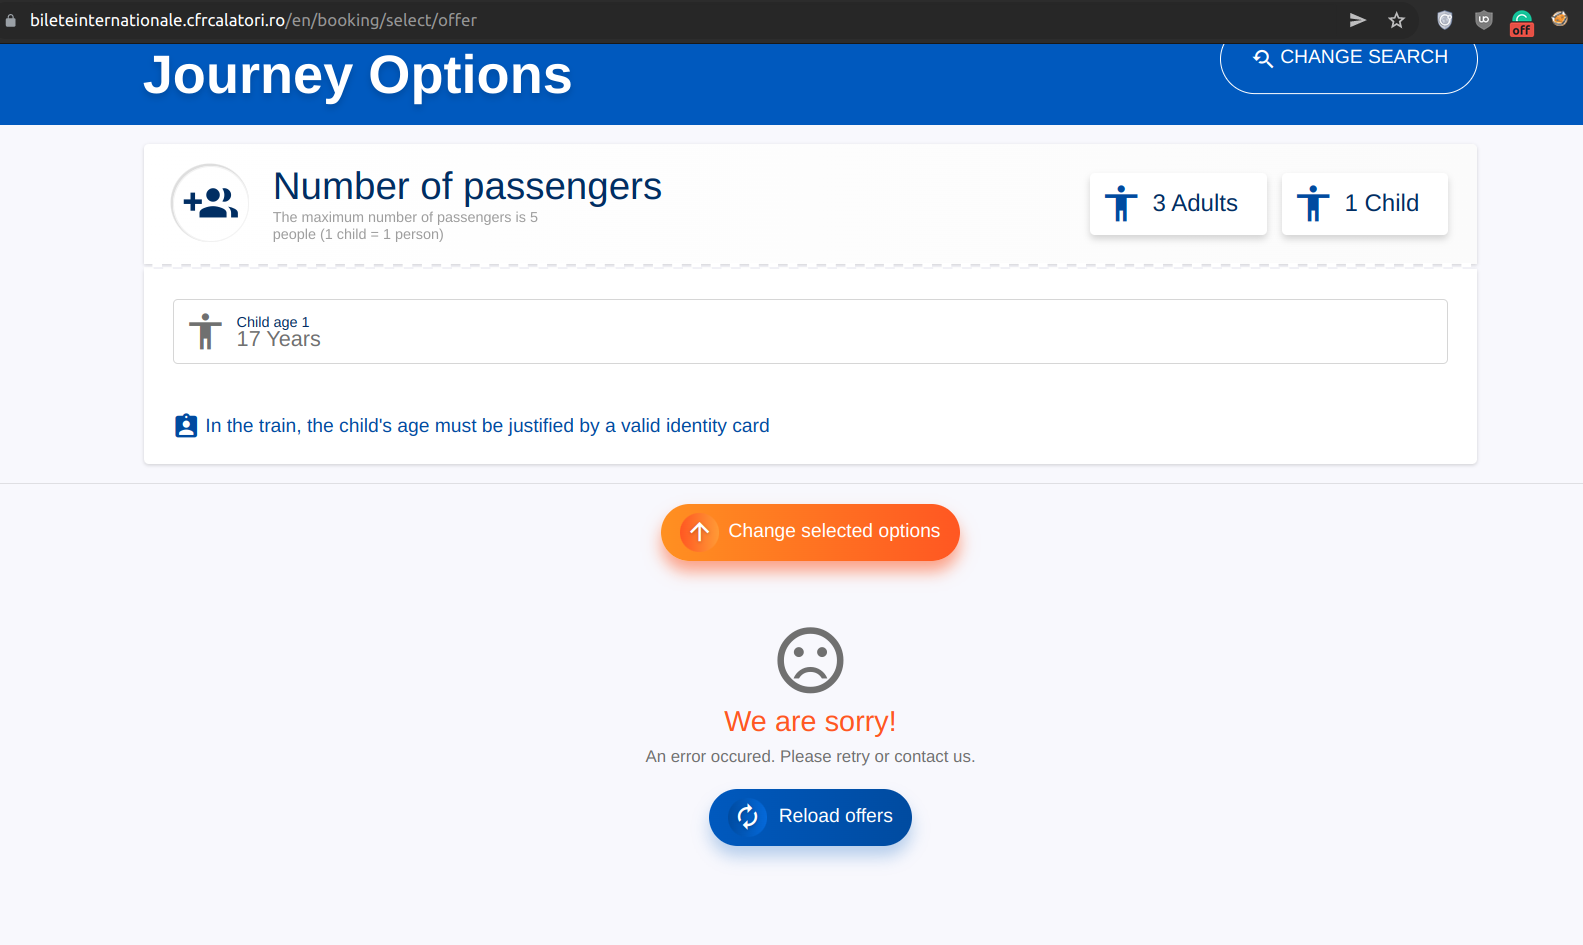 bileteinternationale.cfrcalatori.ro/en/booking/select/offer
off
Journey Options
CHANGE SEARCH
Number of passengers
The maximum number of passengers is 5
people (1 child = 1 person)
3 Adults
1 Child
Child age 1
17 Years
In the train, the child's age must be justified by a valid identity card
Change selected options
We are sorry!
An error occured. Please retry or contact us.
Reload offers